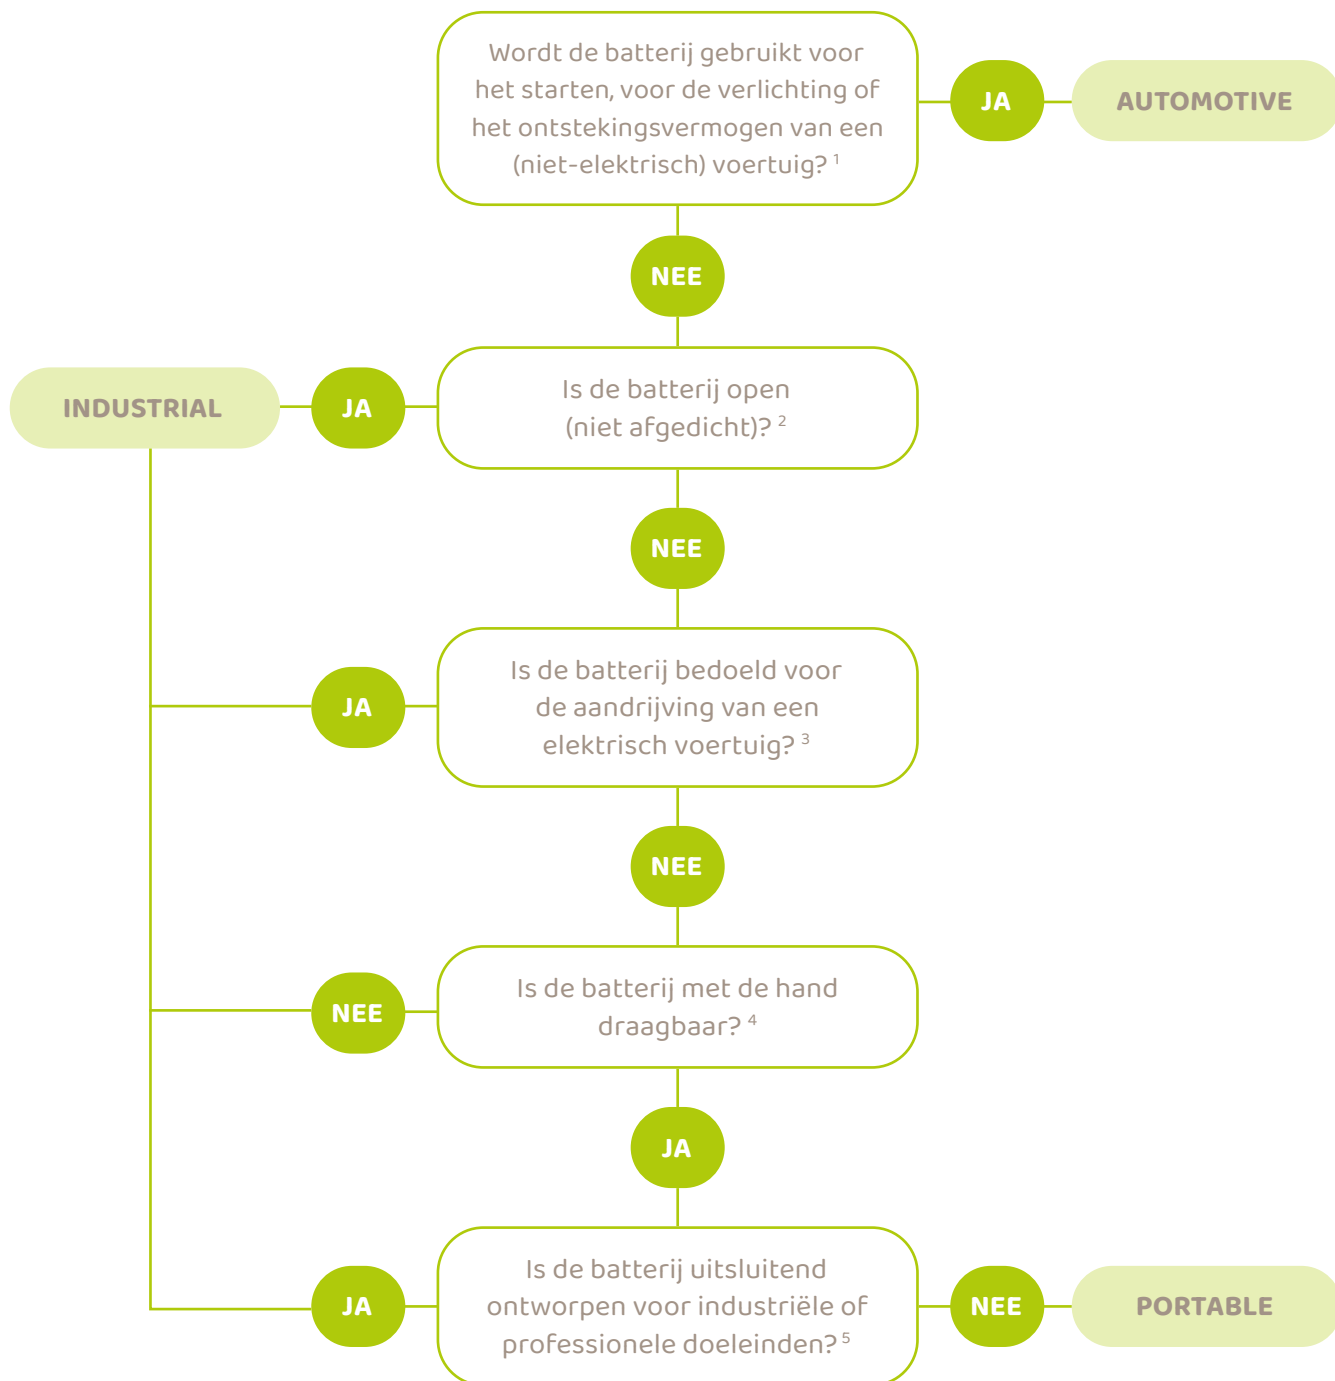 Wordt de batterij gebruikt voor
het starten, voor de verlichting of
het ontstekingsvermogen van een
(niet-elektrisch) voertuig? 1
JA
AUTOMOTIVE
NEE
INDUSTRIAL
JA
Is de batterij open
(niet afgedicht)? 2
NEE
JA
Is de batterij bedoeld voor
de aandrijving van een
elektrisch voertuig? 3
NEE
NEE
Is de batterij met de hand
draagbaar? 4
JA
JA
Is de batterij uitsluitend
ontworpen voor industriële of
professionele doeleinden? 5
NEE
PORTABLE